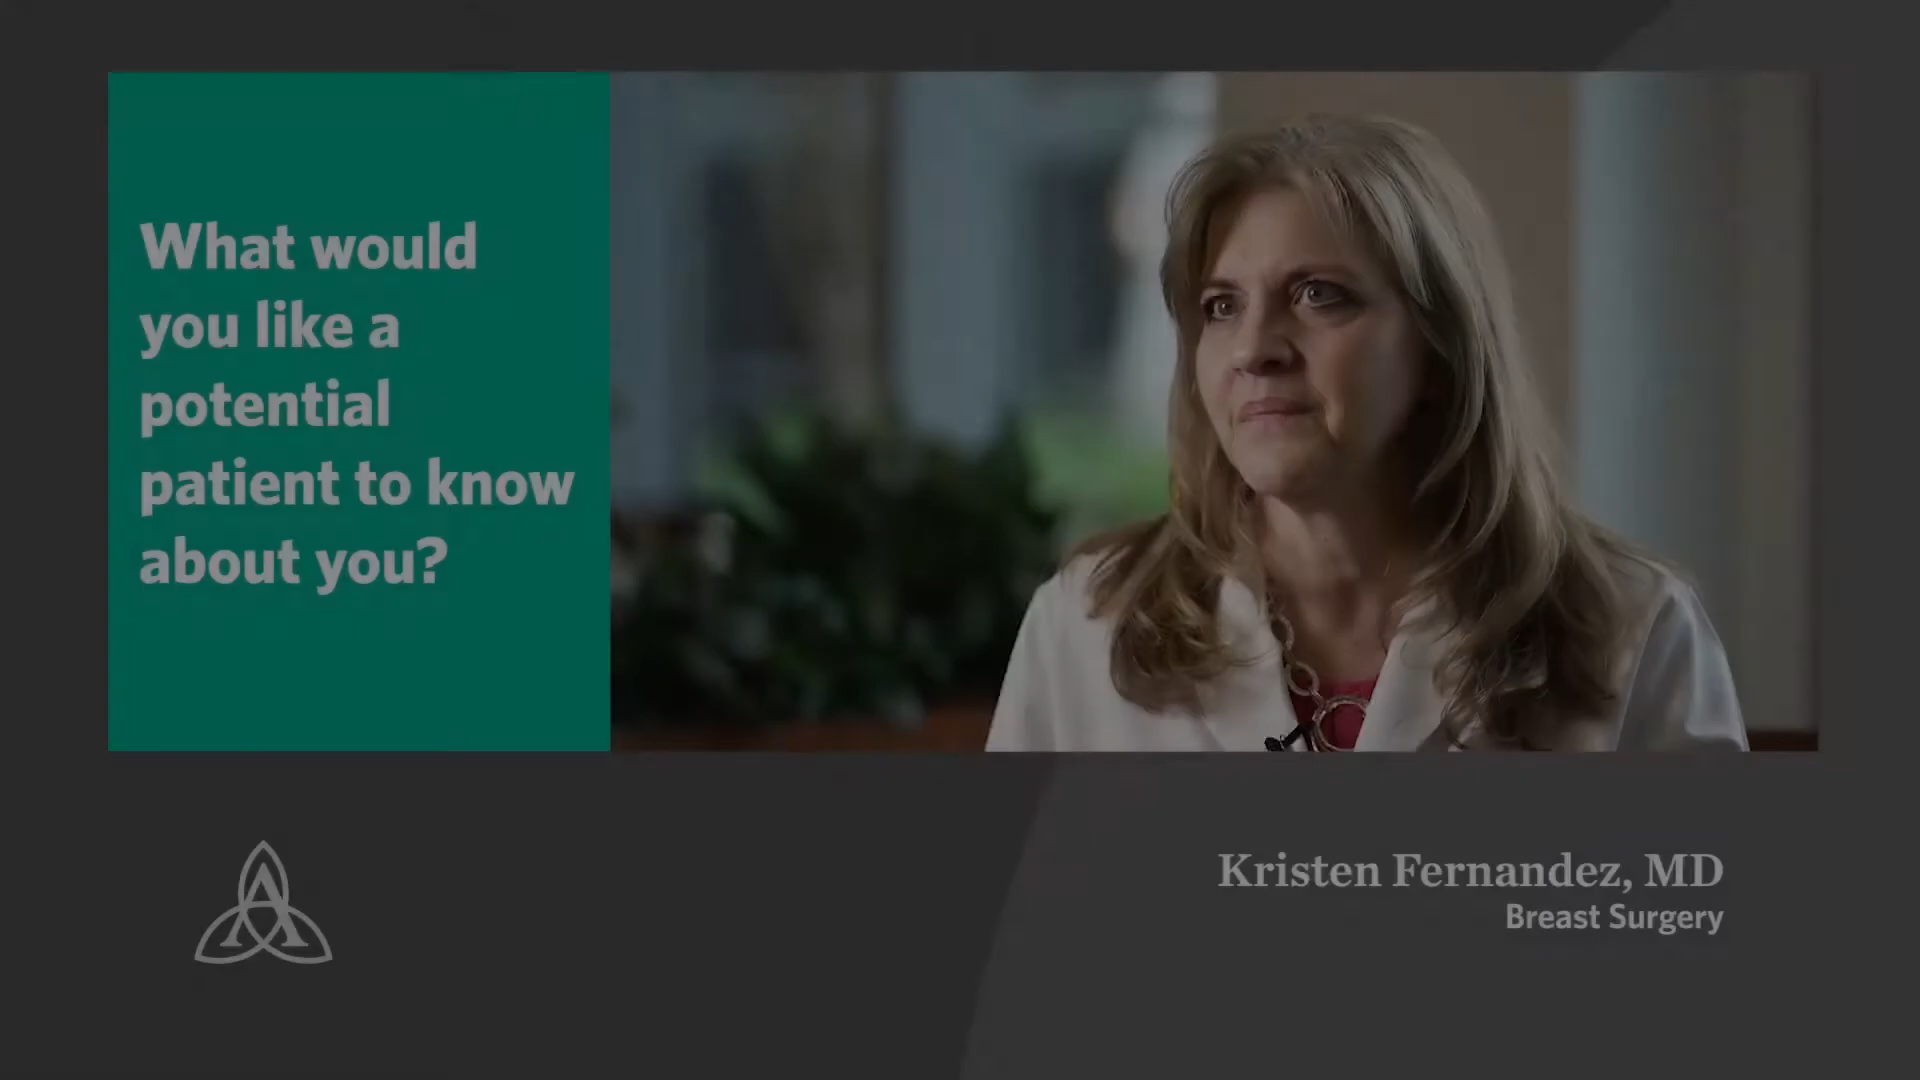 What would
you like a
potential
patient to know
about you?
Kristen Fernandez, MD
Breast Surgery